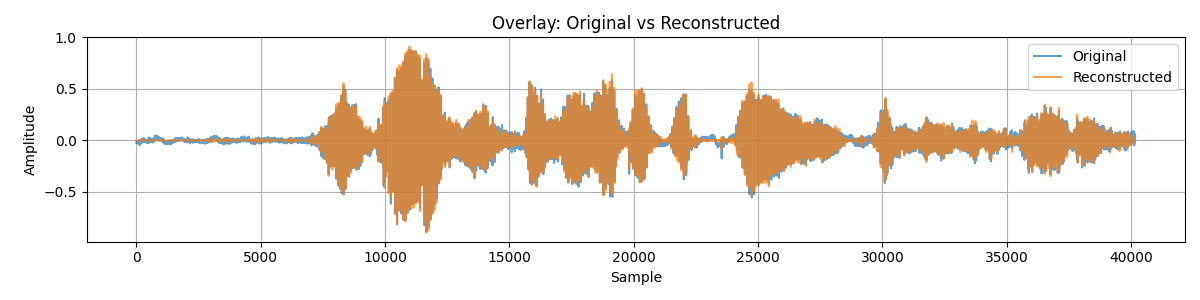 Overlay: Original vs Reconstructed
1.0
0.5
0.0
−0.5
Amplitude
Original
Reconstructed
0 5000 10000 15000 20000 25000 30000 35000 40000
Sample